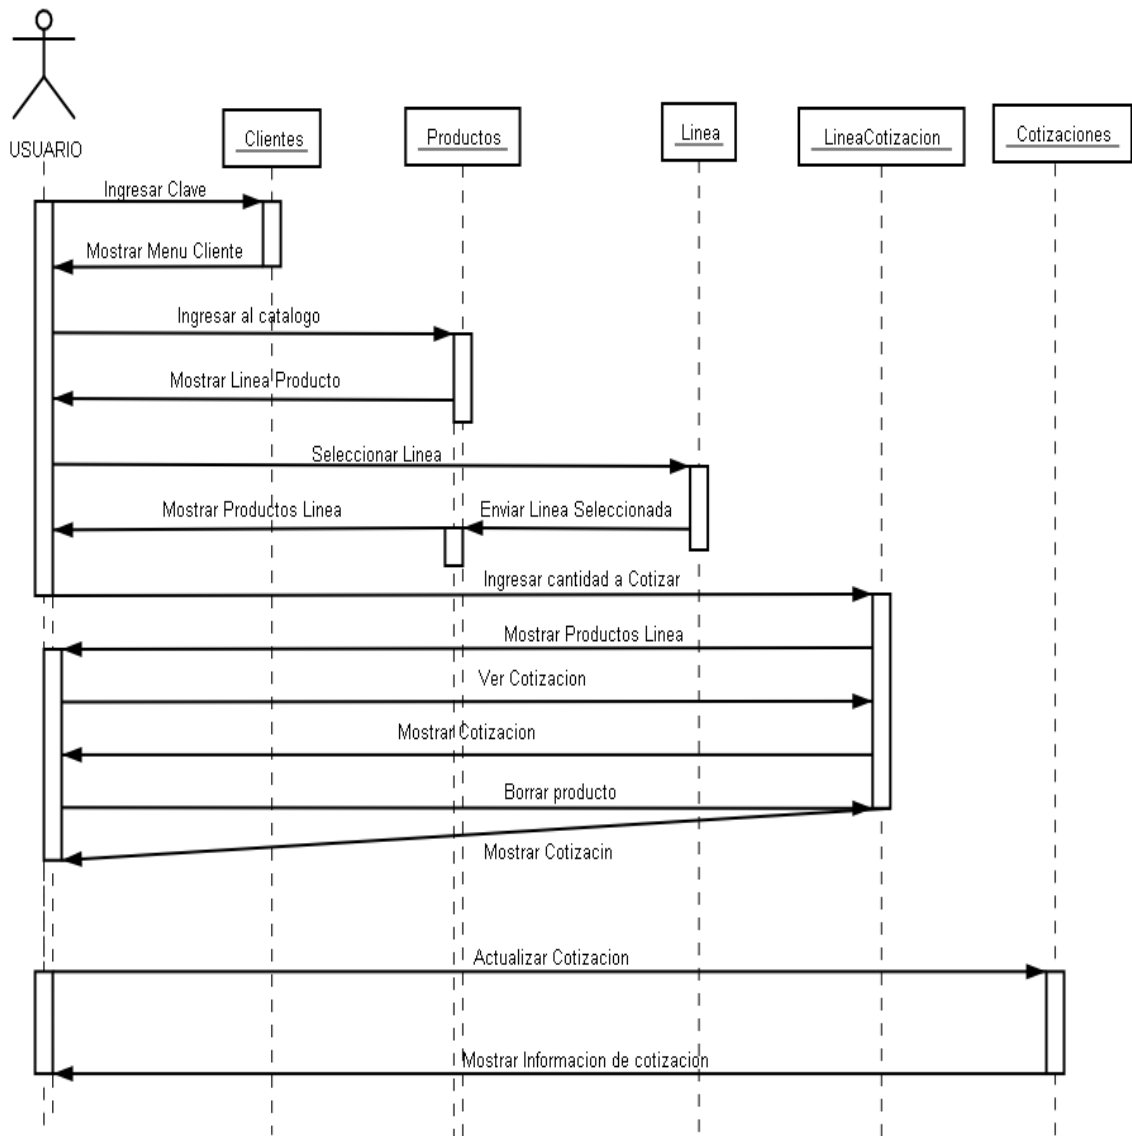 USUARIO
Clientes
Productos
Linea
LineaCotizacion
Cotizaciones
Ingresar Clave
Mostrar Menu Cliente
Ingresar al catalogo
Mostrar Linea Producto
Seleccionar Linea
Mostrar Productos Linea
Enviar Linea Seleccionada
Ingresar cantidad a Cotizar
Mostrar Productos Linea
Ver Cotizacion
Mostrar Cotizacion
Borrar producto
Mostrar Cotizacin
Actualizar Cotizacion
Mostrar Informacion de cotizacion